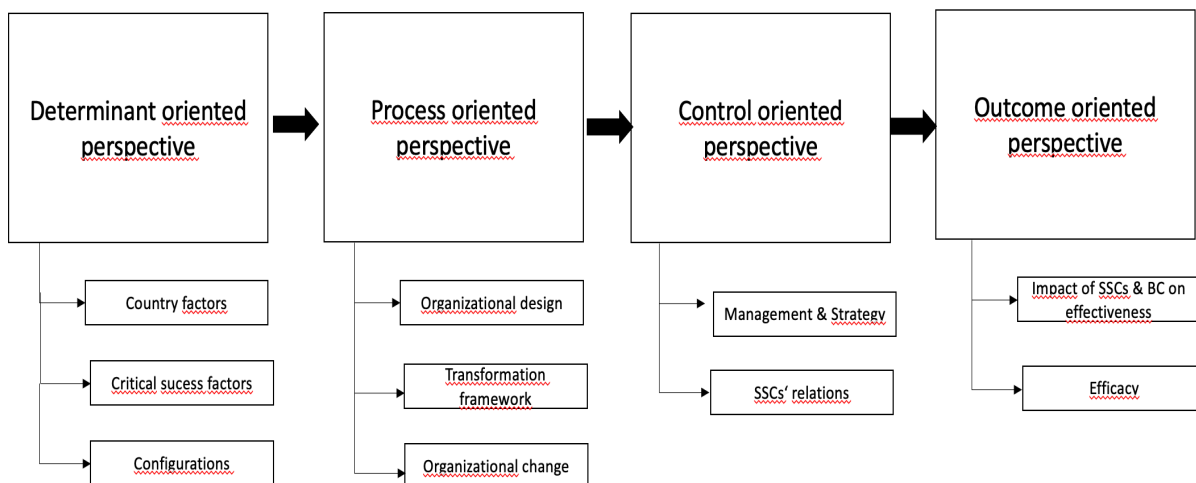 Determinant oriented
perspective
Process oriented
perspective
Control oriented
perspective
Outcome oriented
perspective
Country factors
Critical sucess factors
Configurations
Organizational design
Transformation
framework
Organizational change
Management & Strategy
SSCs‘ relations
Impact of SSCs & BC on
effectiveness
Efficacy